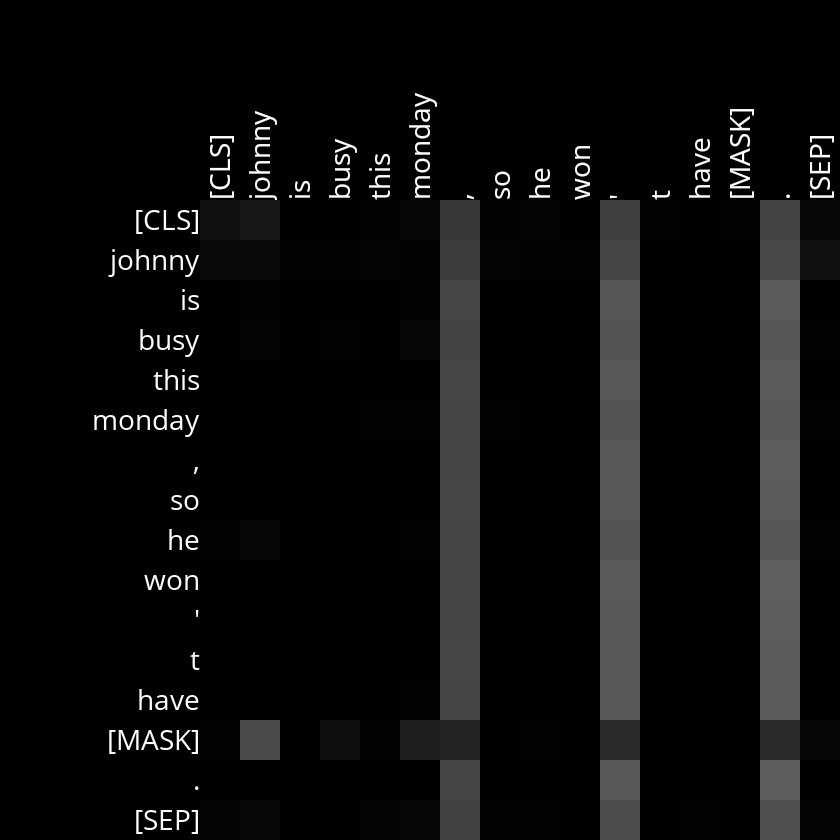 [CLS] johnny is busy this monday , so he won ' t have [MASK] . [SEP]
[CLS]
johnny
is
busy
this
monday
,
so
he
won
'
t
have
[MASK]
.
[SEP]